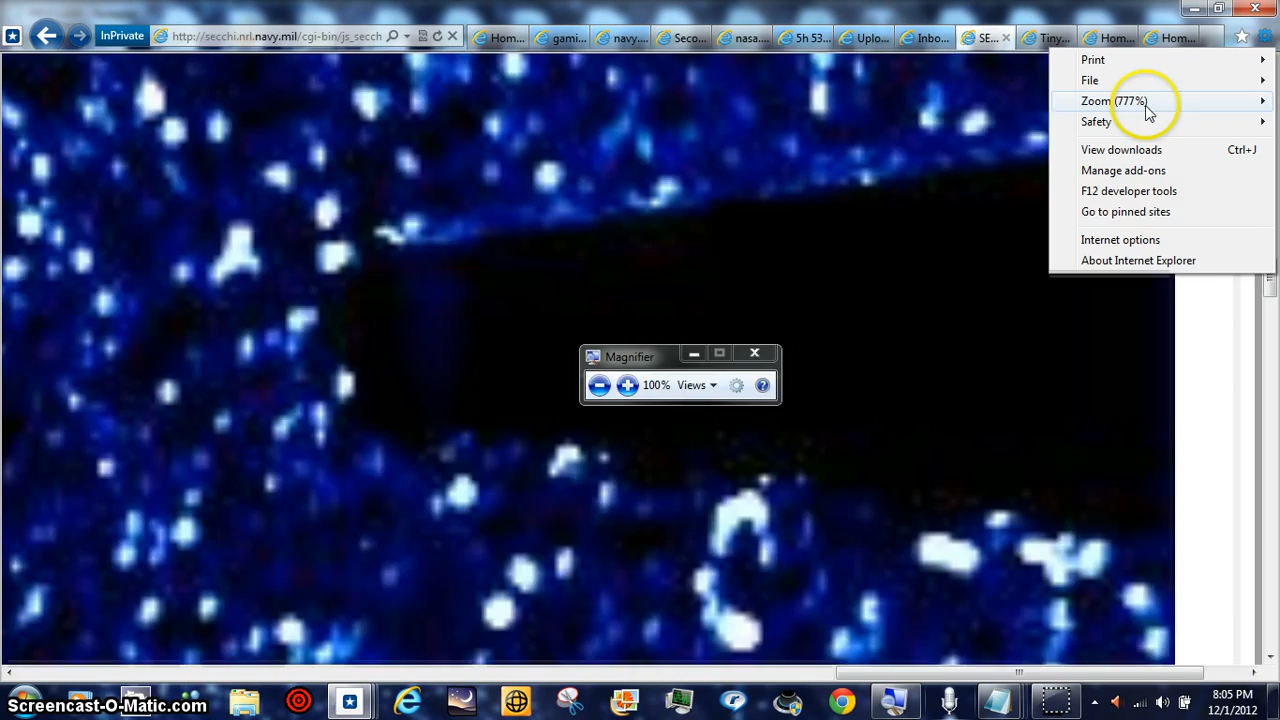 InPrivate
http://secchi.nrl.navy.mil/cgi-bin/js_secch
Hom...
gami...
navy....
Seco...
nasa....
5h 53...
Uplo...
Inbo...
SE...
Tiny...
Hom...
Hom...
Print
File
Zoom (777%)
Safety
View downloads Ctrl+J
Manage add-ons
F12 developer tools
Go to pinned sites
Internet options
About Internet Explorer
Magnifier
100% Views
Screencast-O-Matic.com
8:05 PM
12/1/2012